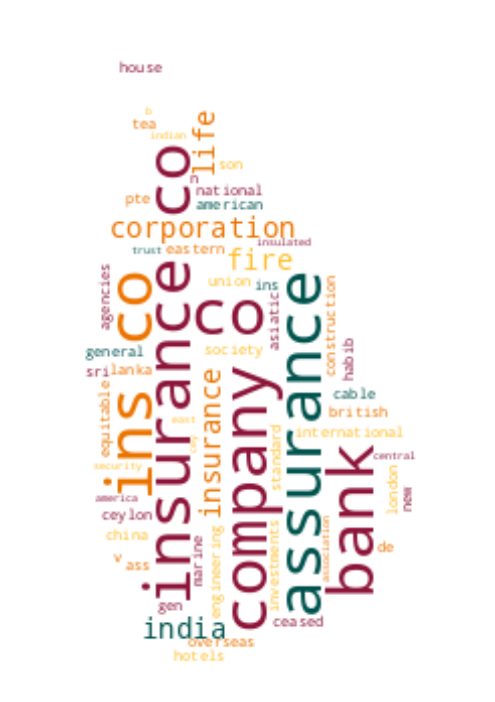 house
b
tea
indian
life
co
son
n
national
pte
american
corporation
insulated
trust
eastern
fire
agencies
ins co
insurance
union
ins
co
assurance
construction
asiatic
general
society
habib
sri
lanka
equitable
insurance
company
cable
british
east
international
standard
bank
central
security
america
london
new
ceylon
china
marine
engineering
investments
association
v
ass
de
gen
ceased
india
overseas
hotels